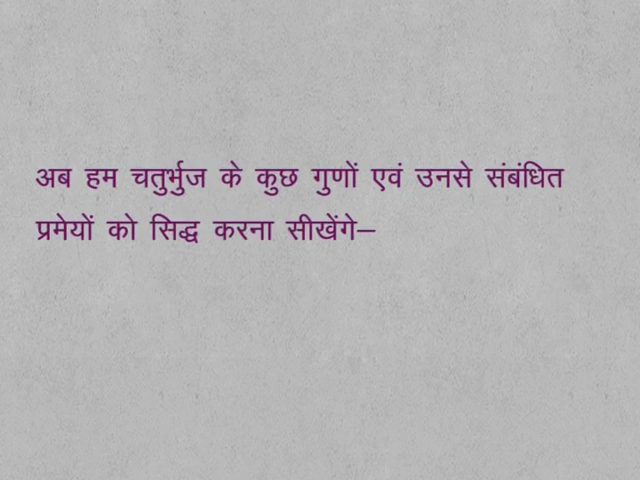 अब हम चतुर्भुज के कुछ गुणों एवं उनसे संबंधित
प्रमेयों को सिद्ध करना सीखेंगे–